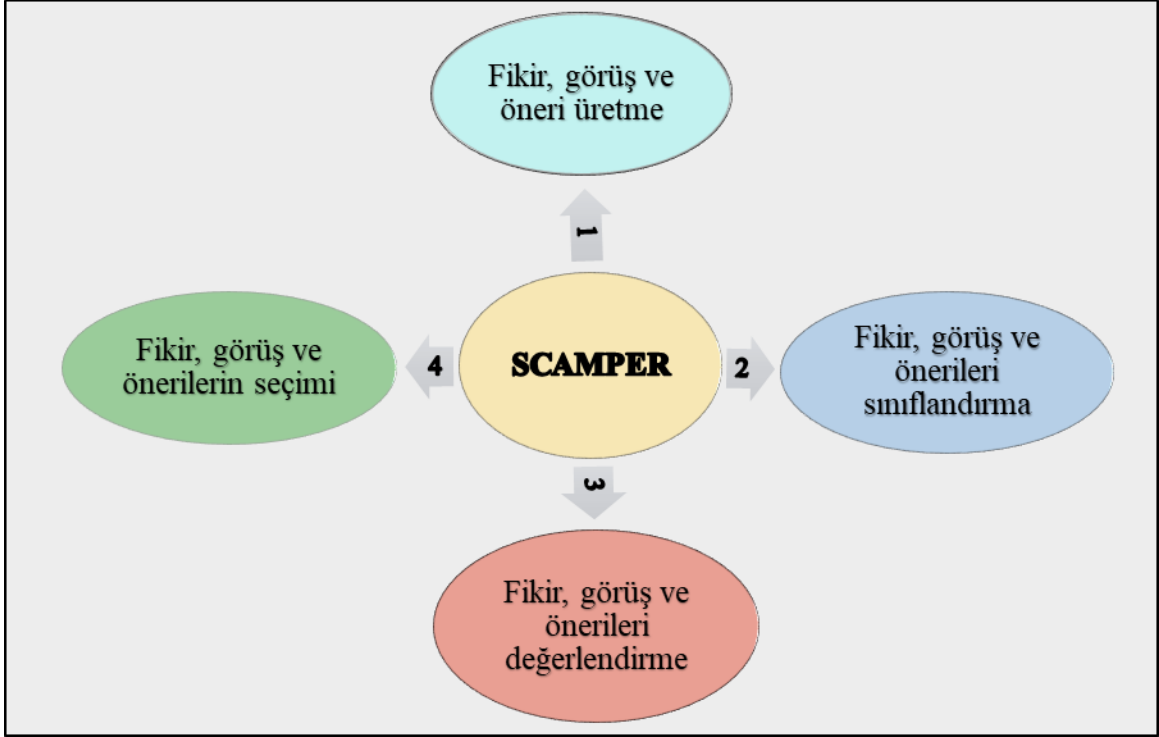 Fikir, görüş ve
öneri üretme
1
Fikir, görüş ve
önerilerin seçimi
4
SCAMPER
2
Fikir, görüş ve
önerileri
sınıflandırma
3
Fikir, görüş ve
önerileri
değerlendirme